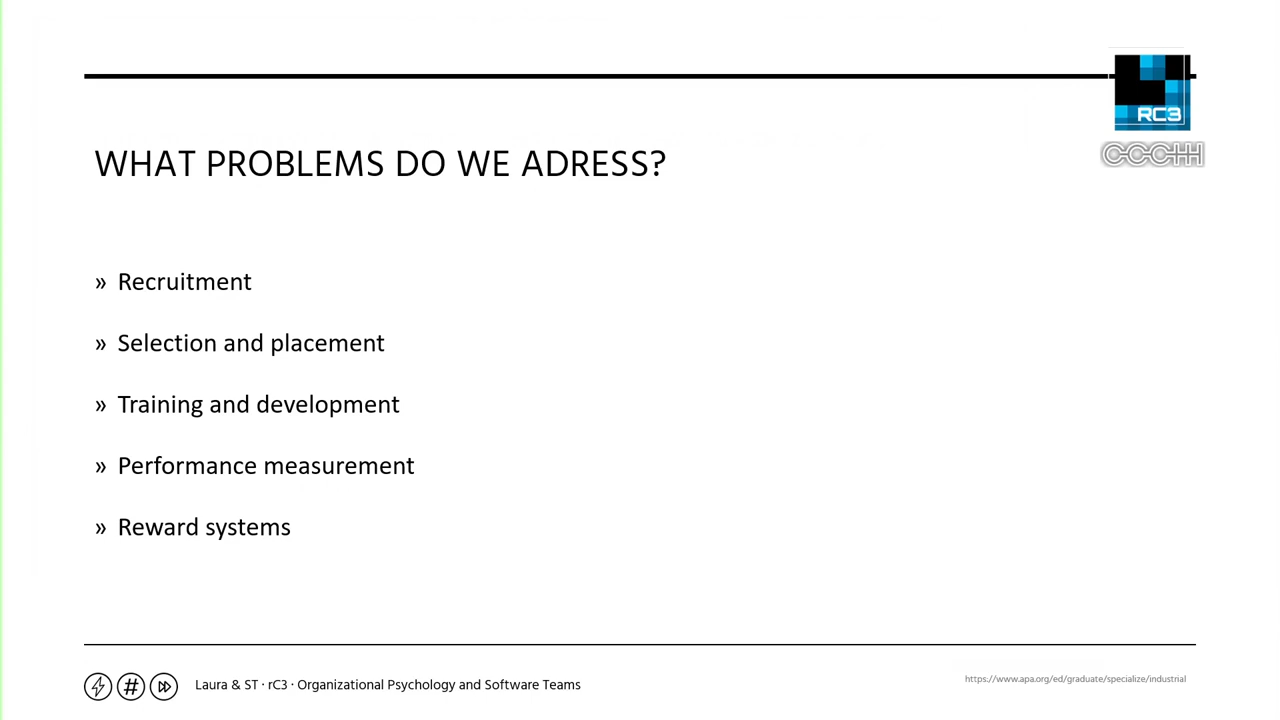 RC3
CCCHH
WHAT PROBLEMS DO WE ADRESS?
» Recruitment
» Selection and placement
» Training and development
» Performance measurement
» Reward systems
Laura & ST · rC3 · Organizational Psychology and Software Teams
https://www.apa.org/ed/graduate/specialize/industrial